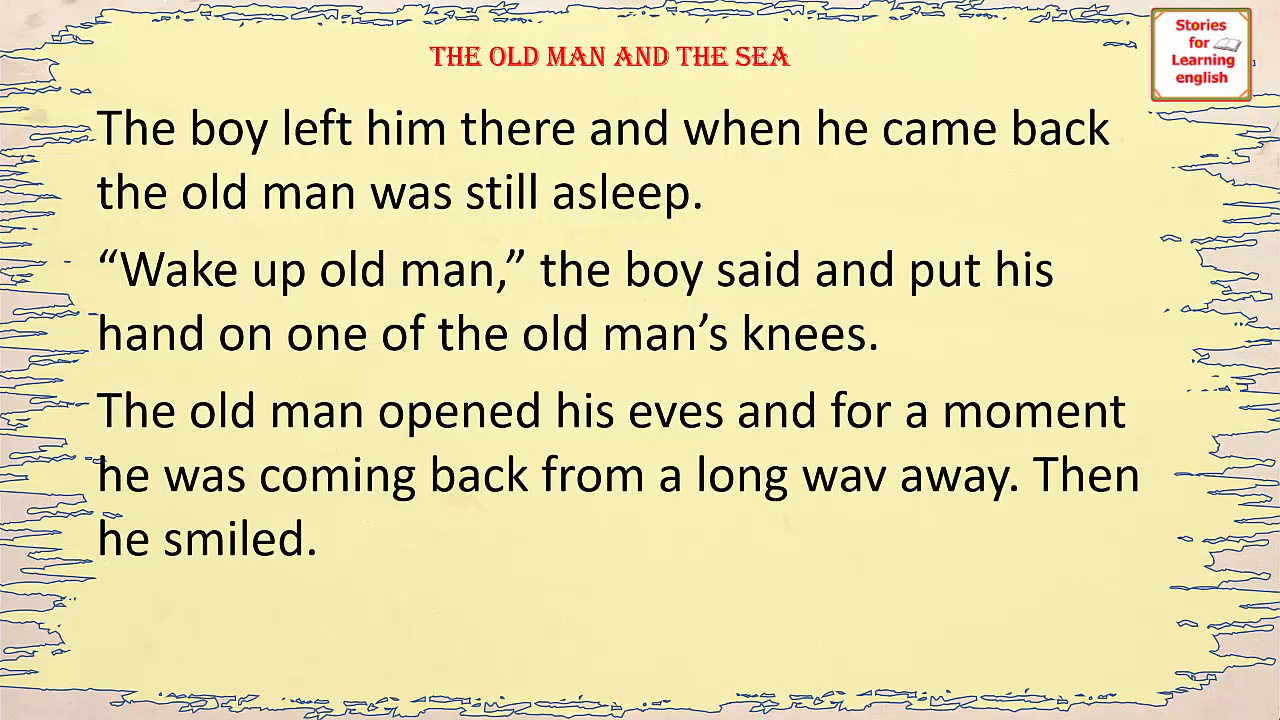 THE OLD MAN AND THE SEA
Stories
for
Learning
english
The boy left him there and when he came back
the old man was still asleep.
“Wake up old man,” the boy said and put his
hand on one of the old man’s knees.
The old man opened his eves and for a moment
he was coming back from a long wav away. Then
he smiled.